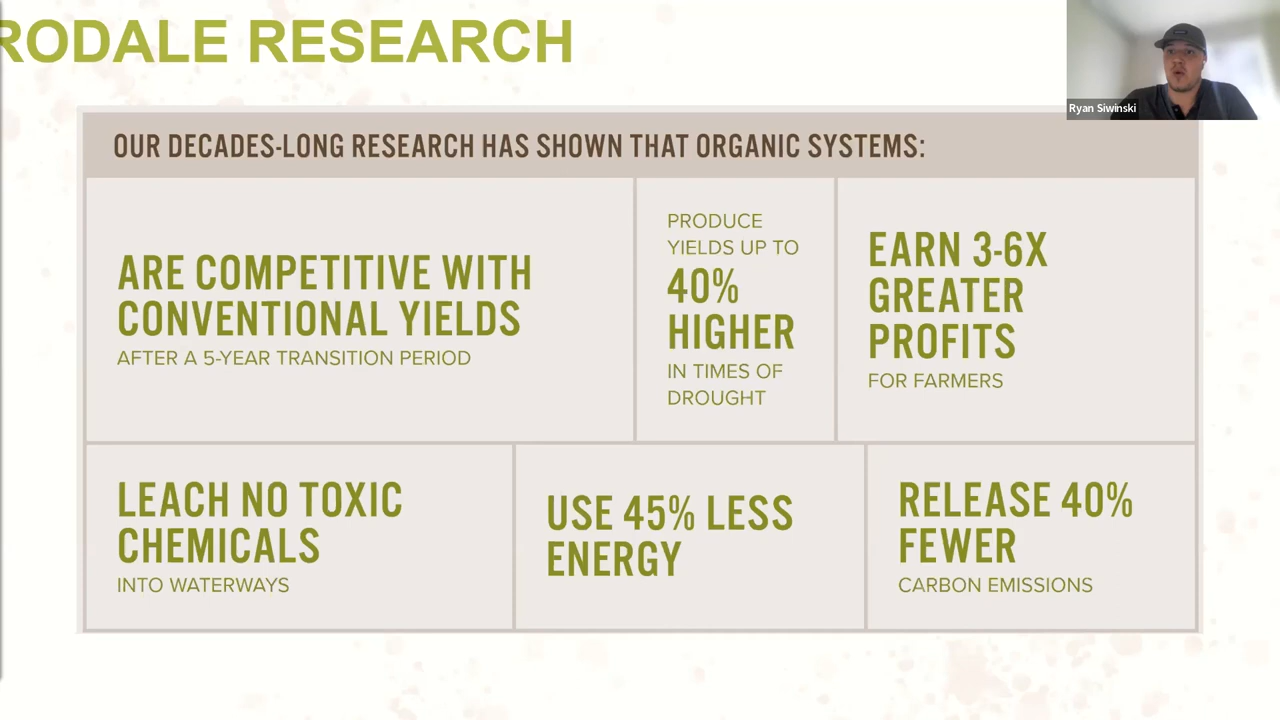 RODALE RESEARCH
Ryan Siwinski
OUR DECADES-LONG RESEARCH HAS SHOWN THAT ORGANIC SYSTEMS:
ARE COMPETITIVE WITH
CONVENTIONAL YIELDS
AFTER A 5-YEAR TRANSITION PERIOD
PRODUCE
YIELDS UP TO
40%
HIGHER
IN TIMES OF
DROUGHT
EARN 3-6X
GREATER
PROFITS
FOR FARMERS
LEACH NO TOXIC
CHEMICALS
INTO WATERWAYS
USE 45% LESS
ENERGY
RELEASE 40%
FEWER
CARBON EMISSIONS